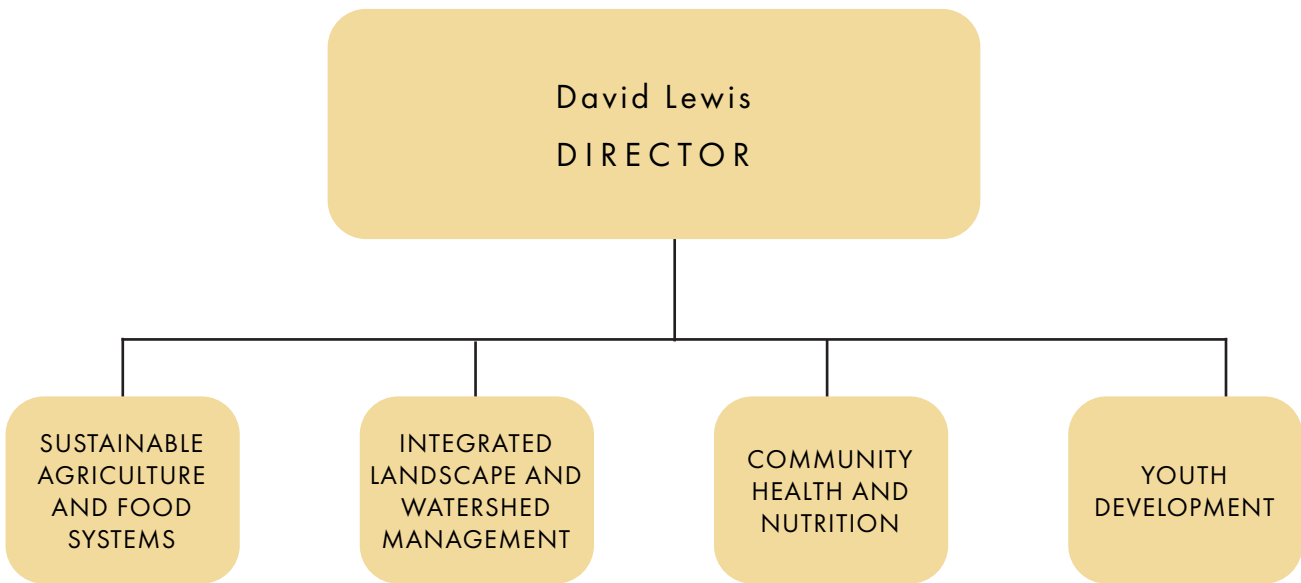 David Lewis
DIRECTOR
SUSTAINABLE
AGRICULTURE
AND FOOD
SYSTEMS
INTEGRATED
LANDSCAPE AND
WATERSHED
MANAGEMENT
COMMUNITY
HEALTH AND
NUTRITION
YOUTH
DEVELOPMENT